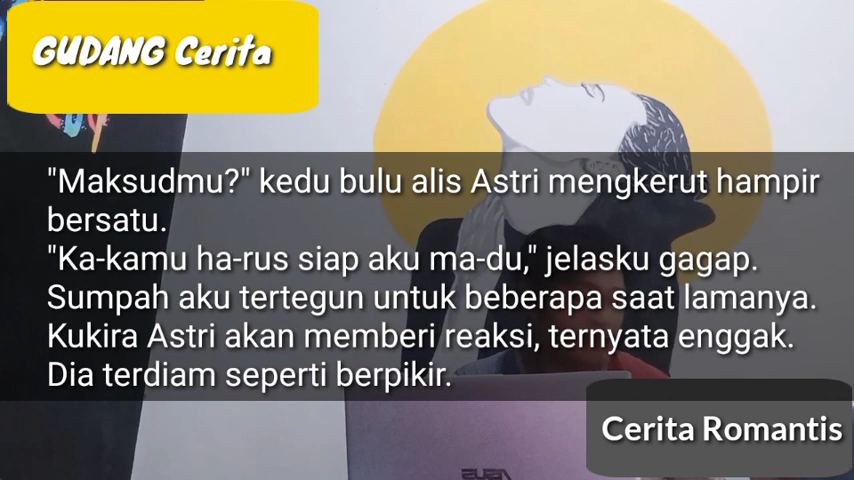 GUDANG Cerita
"Maksudmu?" kedu bulu alis Astri mengkerut hampir
bersatu.
"Ka-kamu ha-rus siap aku ma-du," jelasku gagap.
Sumpah aku tertegun untuk beberapa saat lamanya.
Kukira Astri akan memberi reaksi, ternyata enggak.
Dia terdiam seperti berpikir.
Cerita Romantis